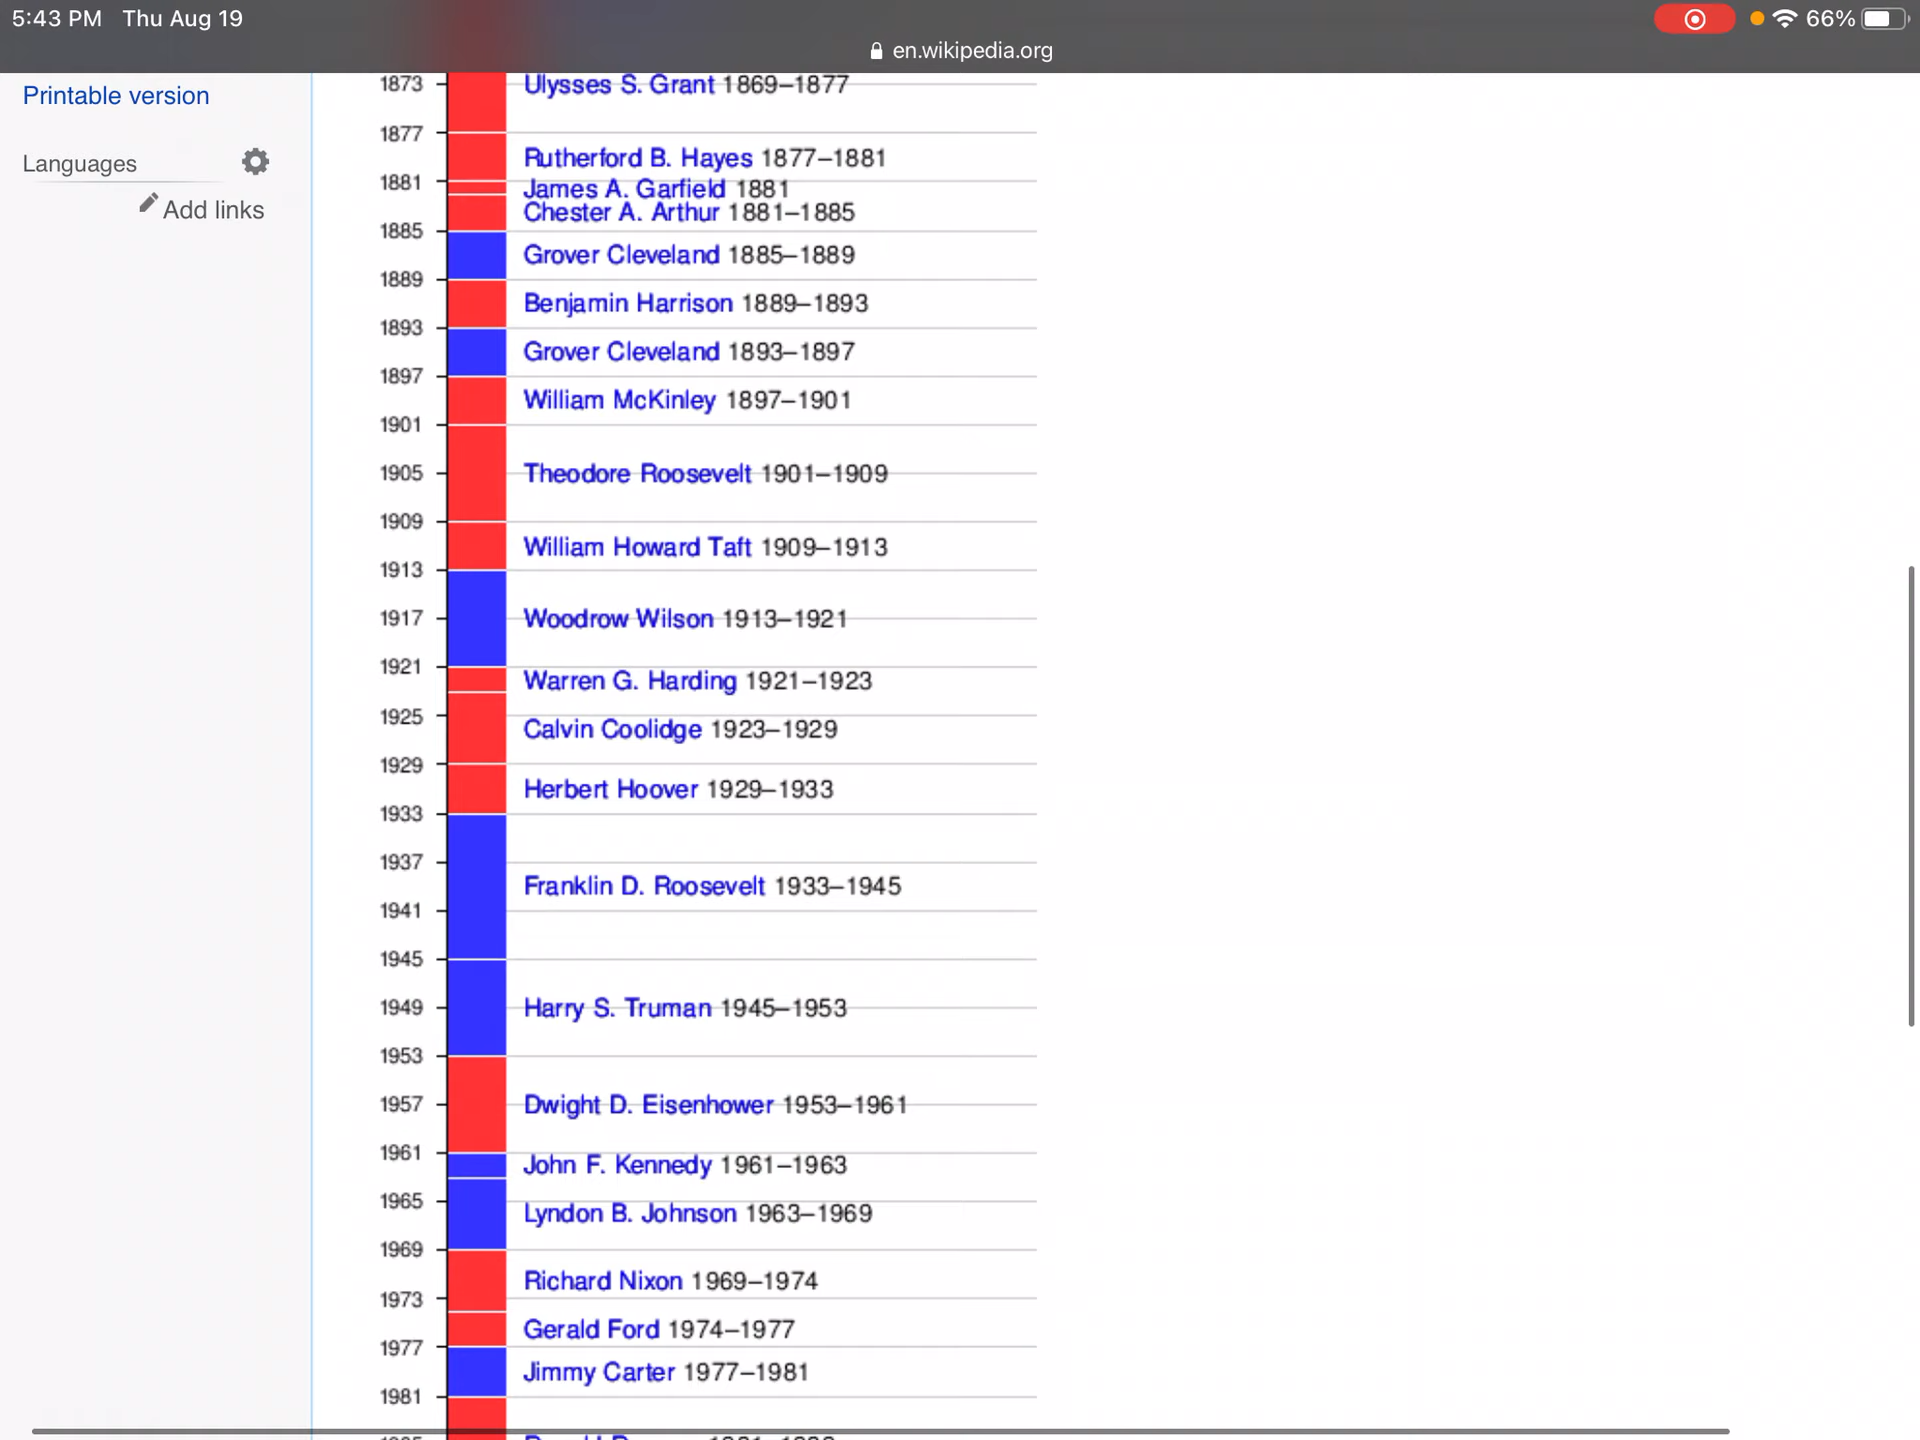 5:43 PM Thu Aug 19
66%
en.wikipedia.org
Printable version
Languages
Add links
1873
Ulysses S. Grant 1869–1877
1877
Rutherford B. Hayes 1877–1881
1881
James A. Garfield 1881
Chester A. Arthur 1881–1885
1885
Grover Cleveland 1885–1889
1889
Benjamin Harrison 1889–1893
1893
Grover Cleveland 1893–1897
1897
William McKinley 1897–1901
1901
1905
Theodore Roosevelt 1901–1909
1909
William Howard Taft 1909–1913
1913
1917
Woodrow Wilson 1913–1921
1921
Warren G. Harding 1921–1923
1925
Calvin Coolidge 1923–1929
1929
Herbert Hoover 1929–1933
1933
1937
Franklin D. Roosevelt 1933–1945
1941
1945
1949
Harry S. Truman 1945–1953
1953
1957
Dwight D. Eisenhower 1953–1961
1961
John F. Kennedy 1961–1963
1965
Lyndon B. Johnson 1963–1969
1969
Richard Nixon 1969–1974
1973
Gerald Ford 1974–1977
1977
Jimmy Carter 1977–1981
1981